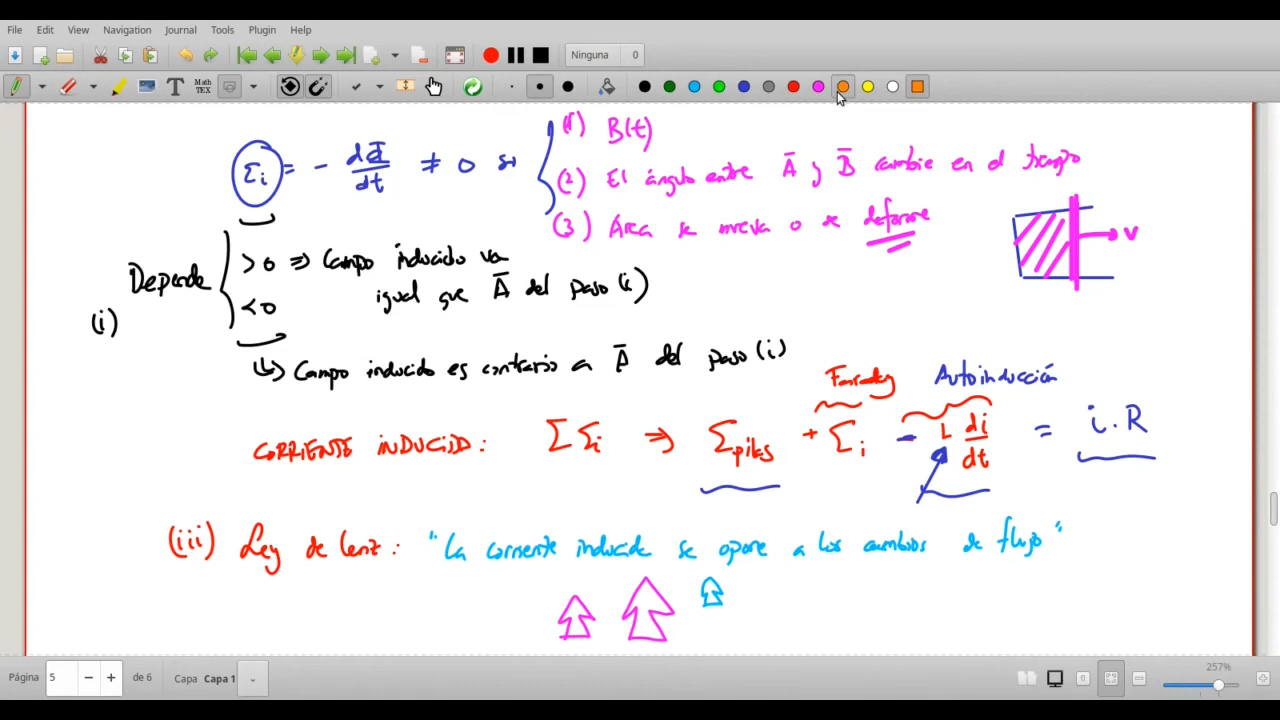 File Edit View Navigation Journal Tools Plugin Help
Ninguna 0
T Math TEX
Σi = - dΦ/dt ≠ 0 si
(1) B(t)
(2) El ángulo entre A̅ y B̅ cambie en el tiempo
(3) Área se mueva o se deforme
v
Depende
> 0 ⇒ Campo inducido va
igual que A̅ del paso (i)
< 0
(i)
↳ Campo inducido es contrario a A̅ del paso (i)
Faraday Autoinducción
CORRIENTE INDUCIDA: ΣΣi ⇒ Σpilas + Σi - L di/dt = i.R
(iii) Ley de Lenz: "La corriente inducida se opone a los cambios de flujo"
Página 5 de 6 Capa Capa 1
257%